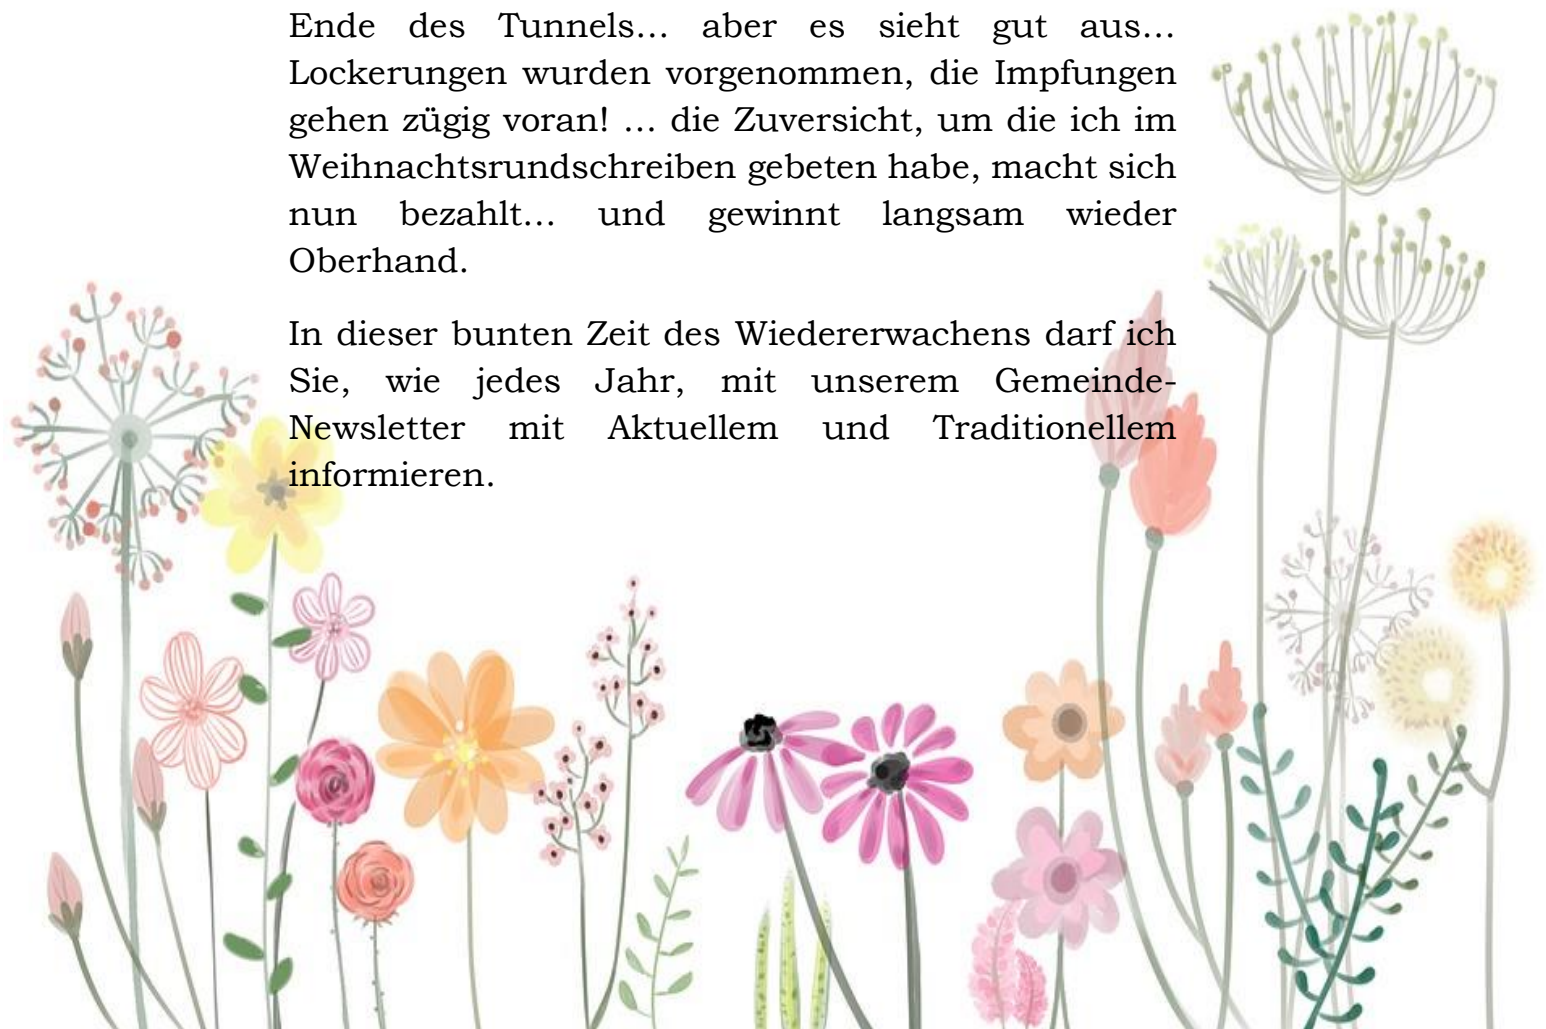 Ende des Tunnels… aber es sieht gut aus…
Lockerungen wurden vorgenommen, die Impfungen
gehen zügig voran! … die Zuversicht, um die ich im
Weihnachtsrundschreiben gebeten habe, macht sich
nun bezahlt… und gewinnt langsam wieder
Oberhand.
In dieser bunten Zeit des Wiedererwachens darf ich
Sie, wie jedes Jahr, mit unserem Gemeinde-
Newsletter mit Aktuellem und Traditionellem
informieren.